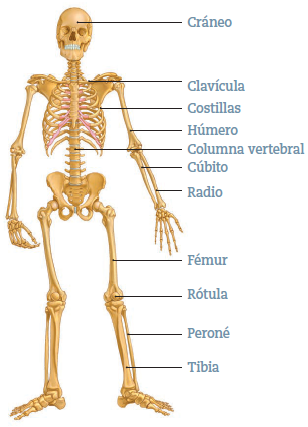 Cráneo
Clavícula
Costillas
Húmero
Columna vertebral
Cúbito
Radio
Fémur
Rótula
Peroné
Tibia